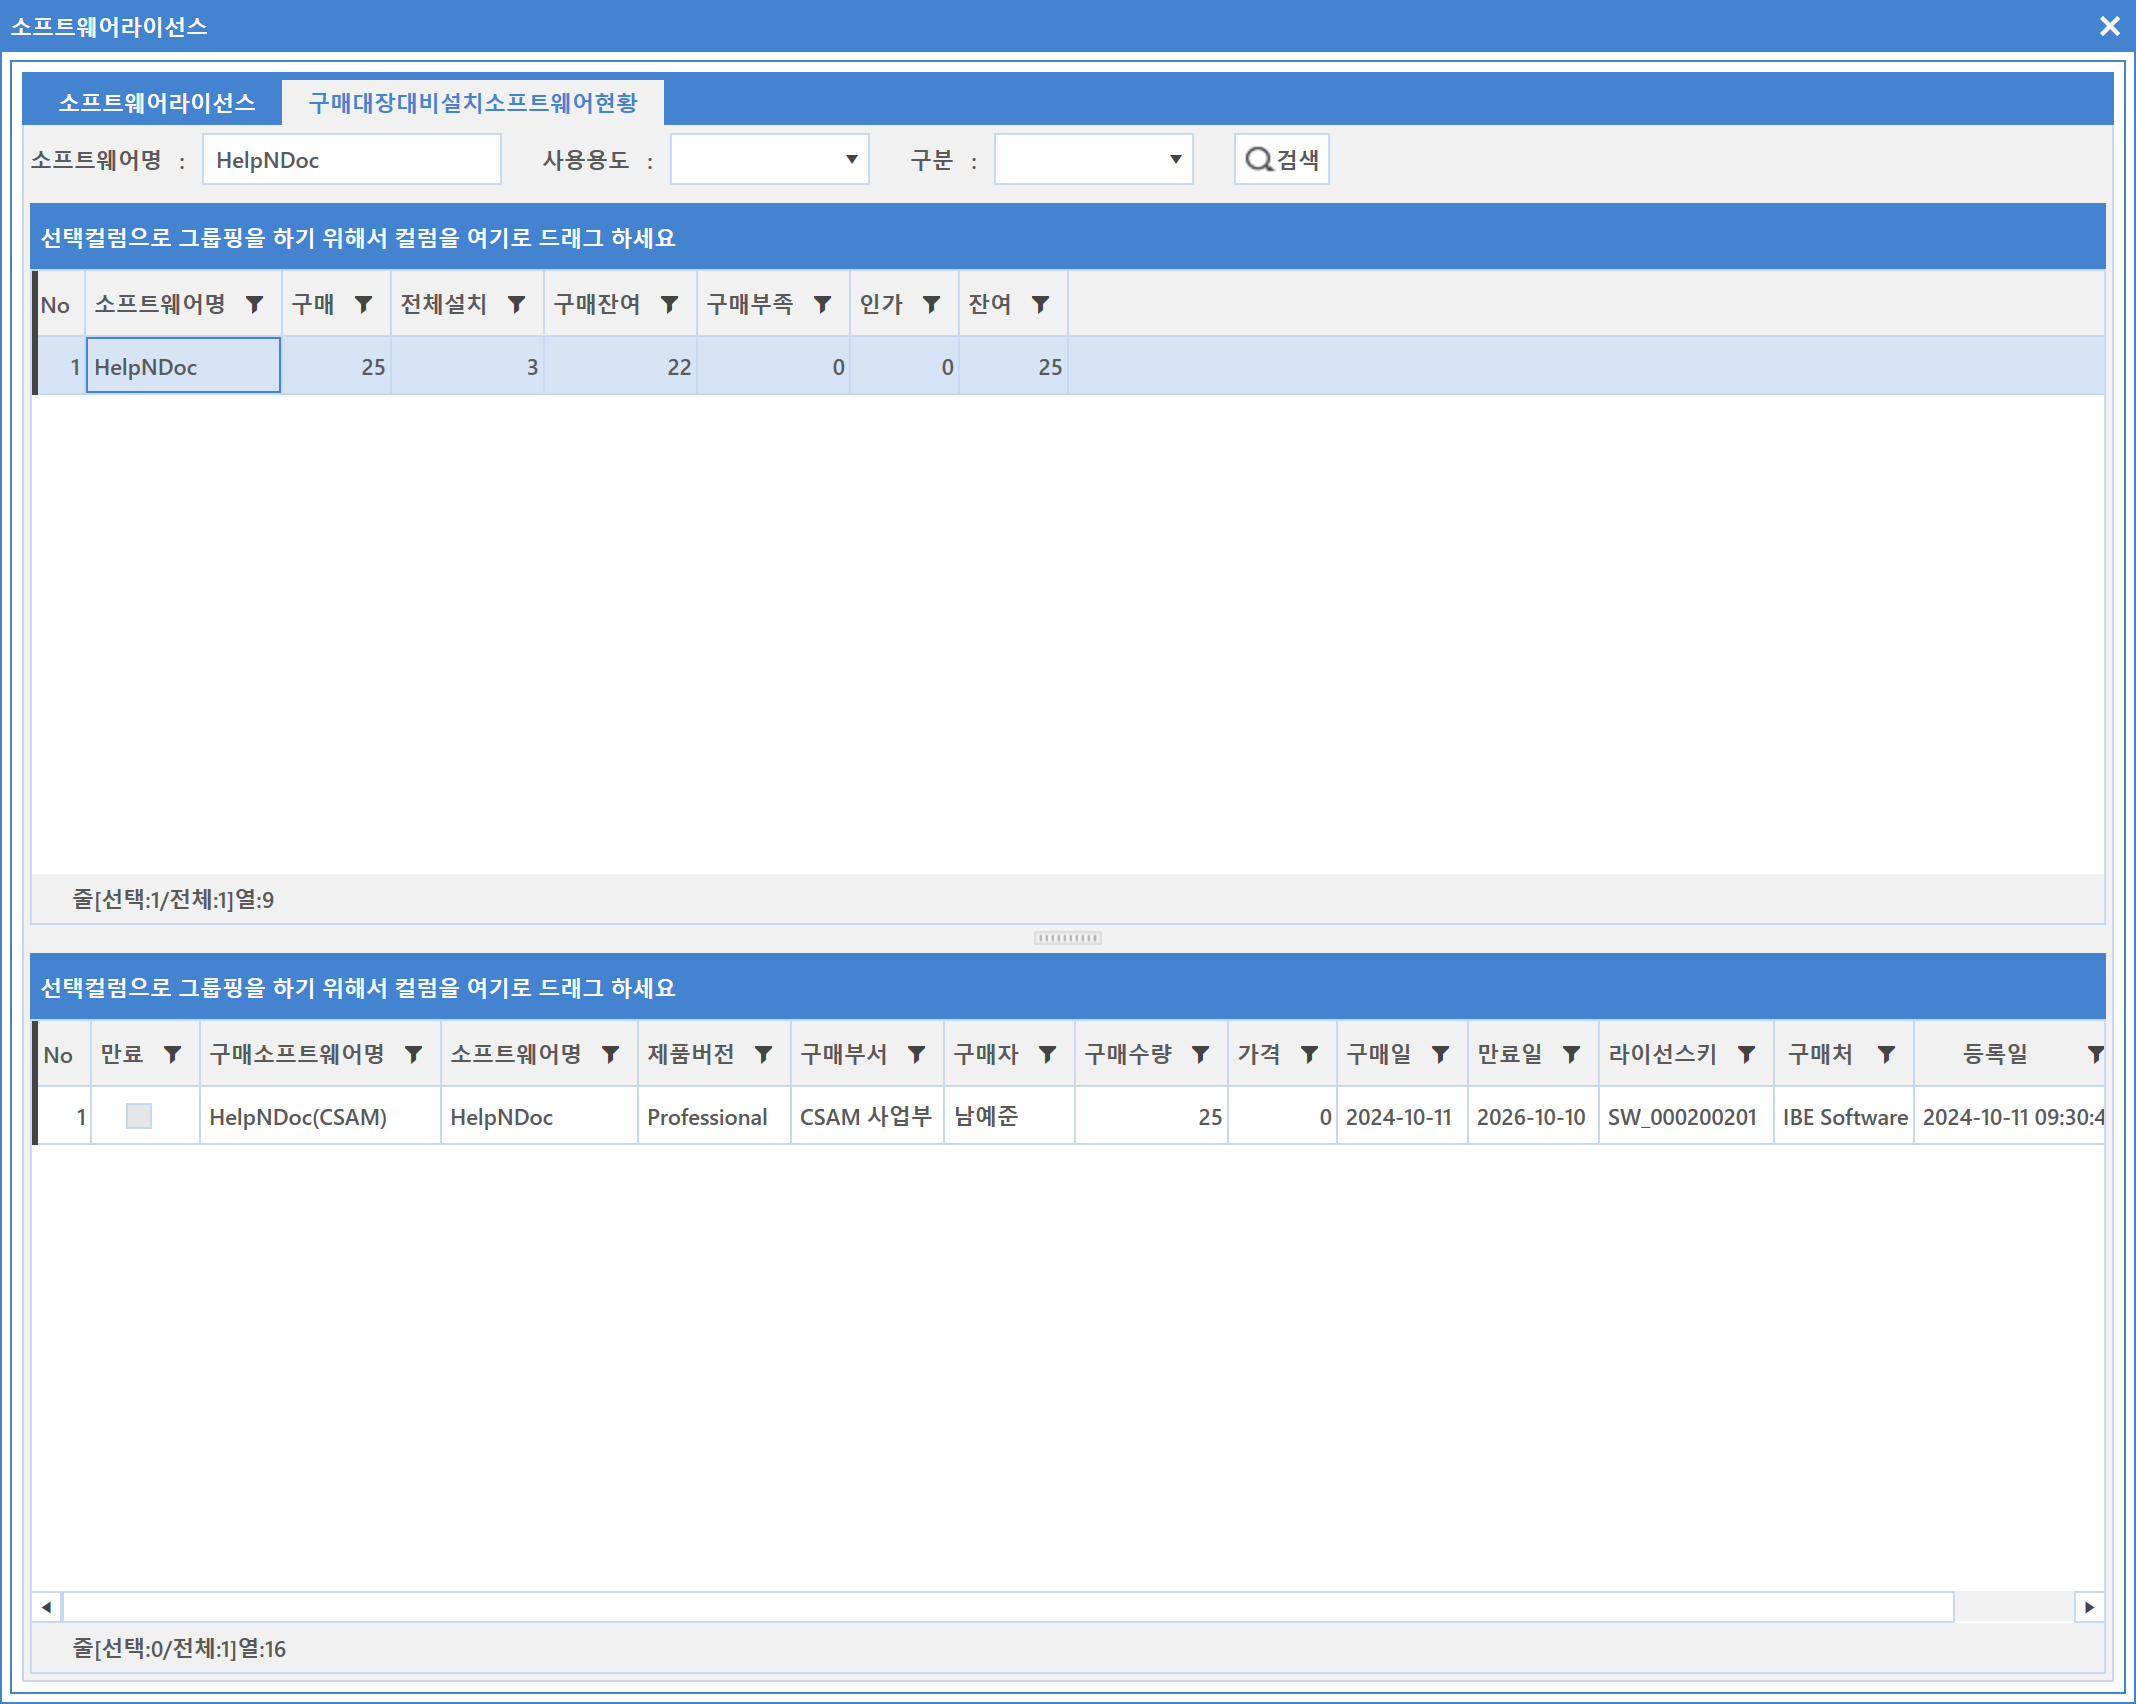 소프트웨어라이선스
소프트웨어라이선스 구매대장대비설치소프트웨어현황
소프트웨어명 : HelpNDoc 사용용도 : 구분 : 검색
선택컬럼으로 그룹핑을 하기 위해서 컬럼을 여기로 드래그 하세요
No 소프트웨어명 구매 전체설치 구매잔여 구매부족 인가 잔여
1 HelpNDoc 25 3 22 0 0 25
줄[선택:1/전체:1]열:9
선택컬럼으로 그룹핑을 하기 위해서 컬럼을 여기로 드래그 하세요
No 만료 구매소프트웨어명 소프트웨어명 제품버전 구매부서 구매자 구매수량 가격 구매일 만료일 라이선스키 구매처 등록일
1 HelpNDoc(CSAM) HelpNDoc Professional CSAM 사업부 남예준 25 0 2024-10-11 2026-10-10 SW_000200201 IBE Software 2024-10-11 09:30:4
줄[선택:0/전체:1]열:16